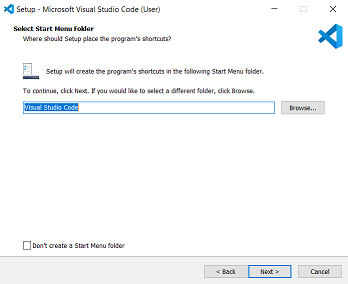 Setup - Microsoft Visual Studio Code (User)
Select Start Menu Folder
Where should Setup place the program's shortcuts?
Setup will create the program's shortcuts in the following Start Menu folder.
To continue, click Next. If you would like to select a different folder, click Browse.
Visual Studio Code
Browse...
Don't create a Start Menu folder
< Back
Next >
Cancel